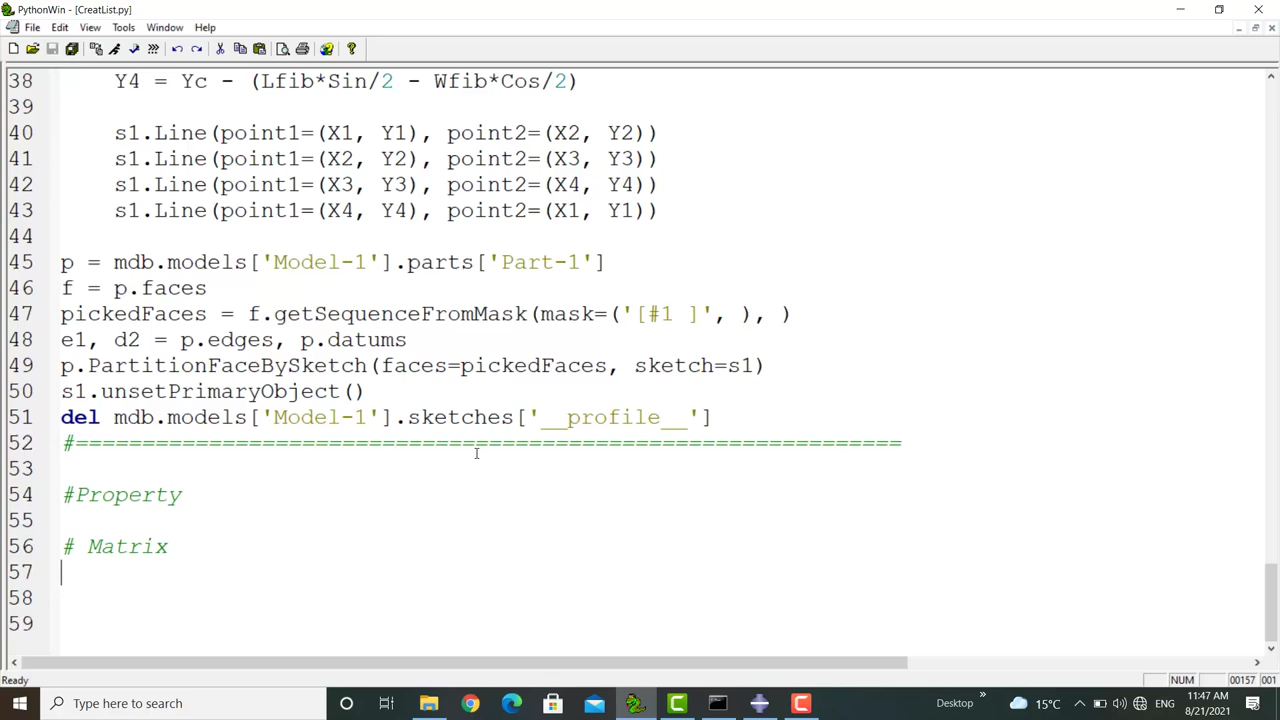 PythonWin - [CreatList.py]
File Edit View Tools Window Help
38 Y4 = Yc - (Lfib*Sin/2 - Wfib*Cos/2)
39
40 s1.Line(point1=(X1, Y1), point2=(X2, Y2))
41 s1.Line(point1=(X2, Y2), point2=(X3, Y3))
42 s1.Line(point1=(X3, Y3), point2=(X4, Y4))
43 s1.Line(point1=(X4, Y4), point2=(X1, Y1))
44
45 p = mdb.models['Model-1'].parts['Part-1']
46 f = p.faces
47 pickedFaces = f.getSequenceFromMask(mask=('[#1 ]', ), )
48 e1, d2 = p.edges, p.datums
49 p.PartitionFaceBySketch(faces=pickedFaces, sketch=s1)
50 s1.unsetPrimaryObject()
51 del mdb.models['Model-1'].sketches['__profile__']
52 #==============================================================
53
54 #Property
55
56 # Matrix
57
58
59
Ready NUM 00157 001
Type here to search Desktop » 15°C ENG 11:47 AM 8/21/2021